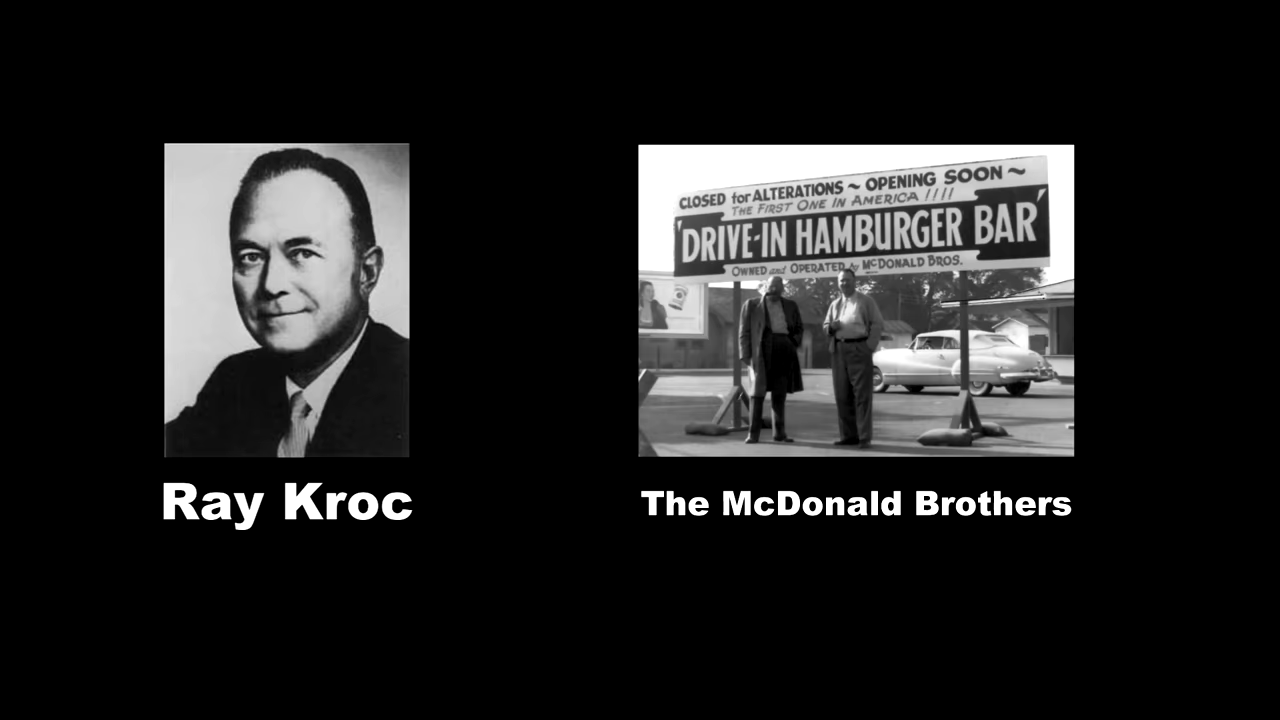 CLOSED for ALTERATIONS ~ OPENING SOON ~
THE FIRST ONE IN AMERICA !!!!
'DRIVE-IN HAMBURGER BAR'
OWNED and OPERATED by McDONALD BROS.
Ray Kroc
The McDonald Brothers